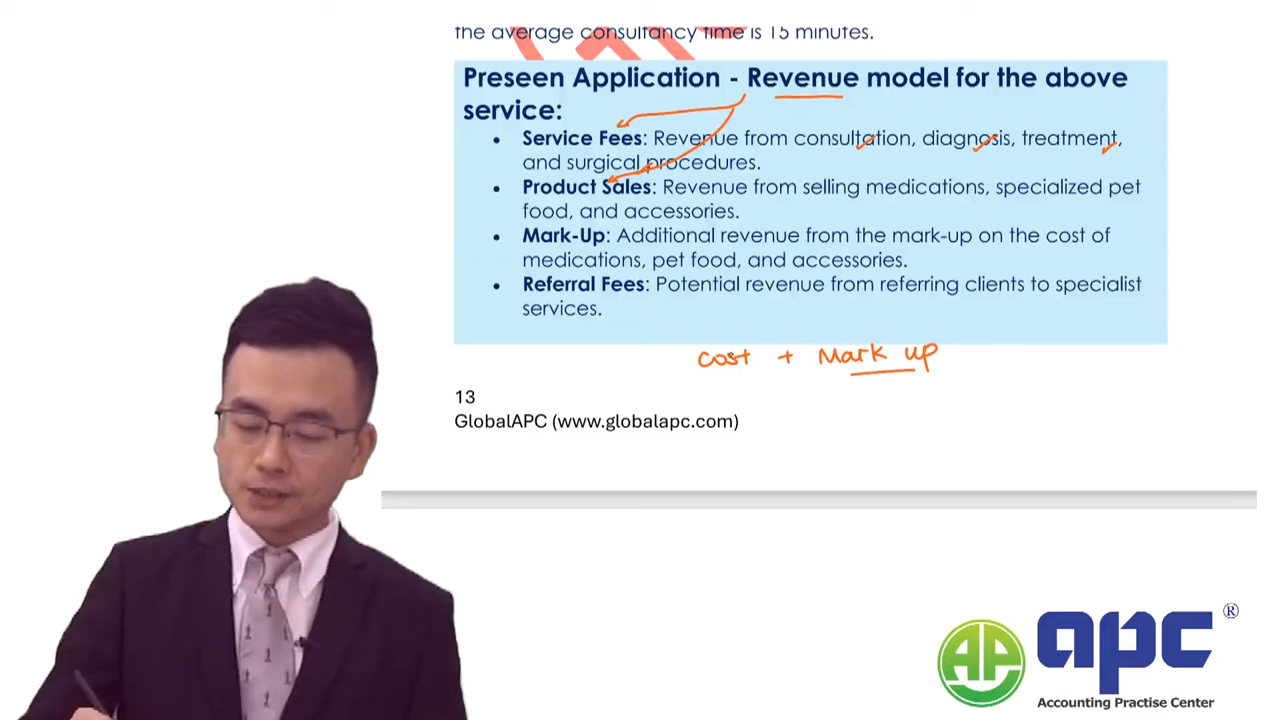 the average consultancy time is 15 minutes.
Preseen Application - Revenue model for the above
service:
• Service Fees: Revenue from consultation, diagnosis, treatment,
and surgical procedures.
• Product Sales: Revenue from selling medications, specialized pet
food, and accessories.
• Mark-Up: Additional revenue from the mark-up on the cost of
medications, pet food, and accessories.
• Referral Fees: Potential revenue from referring clients to specialist
services.
cost + Mark up
13
GlobalAPC (www.globalapc.com)
AP apc ®
Accounting Practise Center